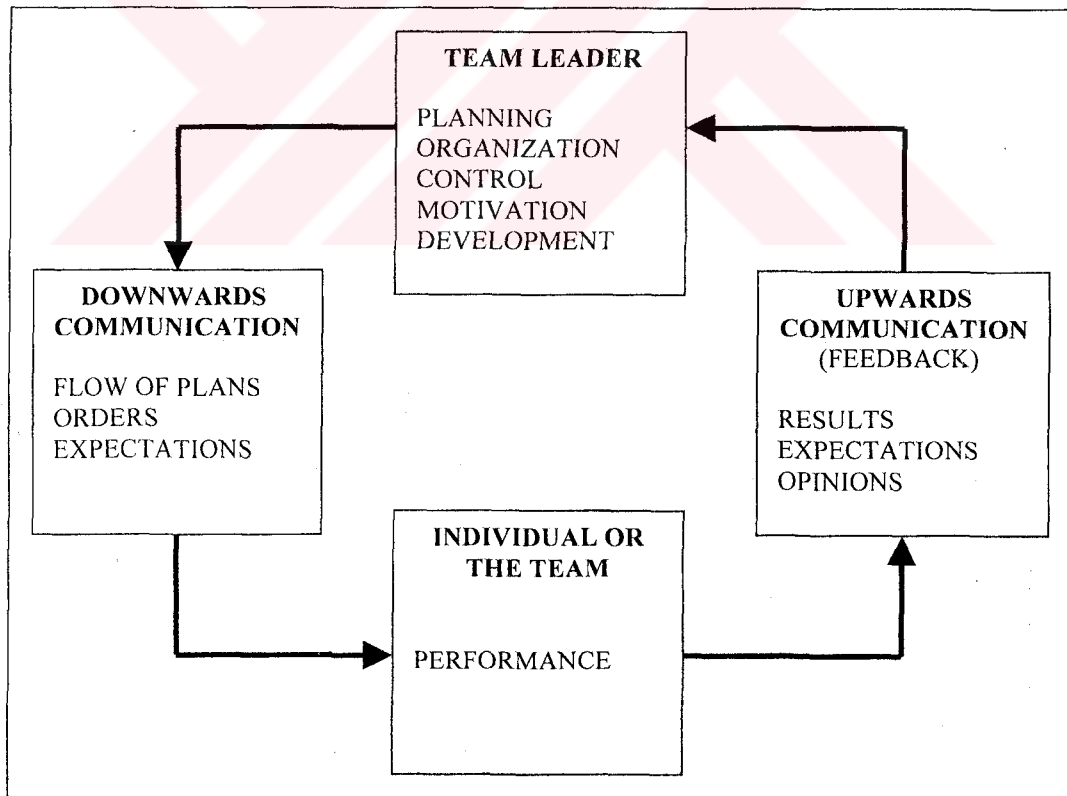 TEAM LEADER
PLANNING
ORGANIZATION
CONTROL
MOTIVATION
DEVELOPMENT
DOWNWARDS
COMMUNICATION
FLOW OF PLANS
ORDERS
EXPECTATIONS
UPWARDS
COMMUNICATION
(FEEDBACK)
RESULTS
EXPECTATIONS
OPINIONS
INDIVIDUAL OR
THE TEAM
PERFORMANCE